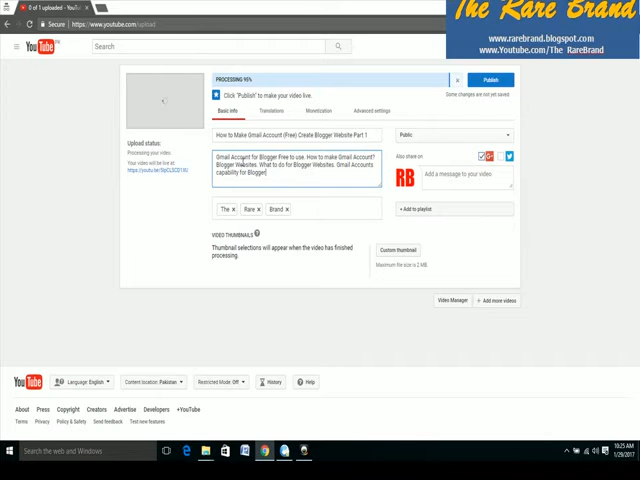 The Rare Brand
www.rarebrand.blogspot.com
www.Youtube.com/The RareBrand
0 of 1 uploaded - YouTube
Secure
https://www.youtube.com/upload
YouTube PK
Search
PROCESSING 95%
Publish
Click "Publish" to make your video live.
Some changes are not yet saved.
Basic info
Translations
Monetization
Advanced settings
Upload status:
Processing your video.
Your video will be live at:
How to Make Gmail Account (Free) Create Blogger Website Part 1
Public
Gmail Account for Blogger Free to use. How to make Gmail Account?
Blogger Websites. What to do for Blogger Websites. Gmail Accounts
capability for Blogger
Also share on
G+
RB
Add a message to your video
The
Rare
Brand
+ Add to playlist
VIDEO THUMBNAILS
Thumbnail selections will appear when the video has finished
processing.
Custom thumbnail
Maximum file size is 2 MB.
Video Manager
+ Add more videos
YouTube
Language: English
Content location: Pakistan
Restricted Mode: Off
History
Help
About
Press
Copyright
Creators
Advertise
Developers
+YouTube
Terms
Privacy
Policy & Safety
Send feedback
Test new features
Search the web and Windows
10:25 AM
1/29/2017